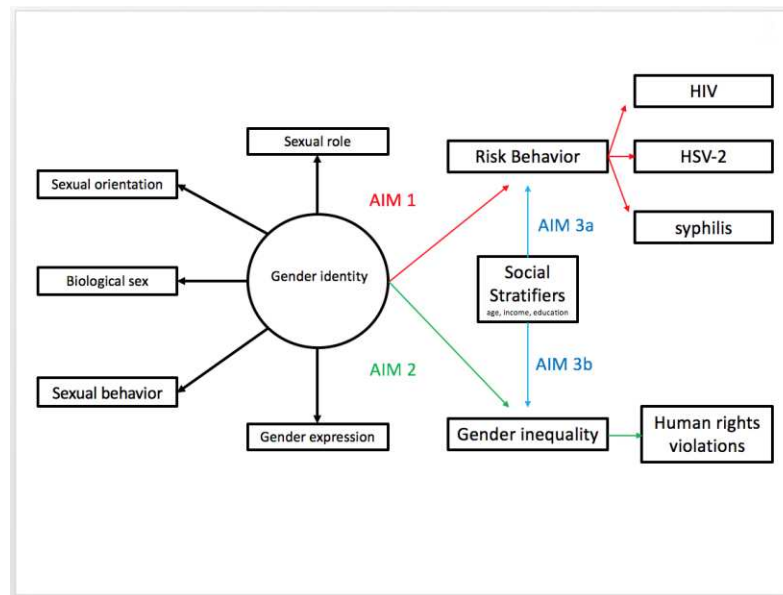 HIV
Sexual role
Risk Behavior
HSV-2
Sexual orientation
AIM 1
AIM 3a
syphilis
Biological sex
Gender identity
Social
Stratifiers
age, income, education
AIM 2
AIM 3b
Sexual behavior
Gender expression
Gender inequality
Human rights
violations